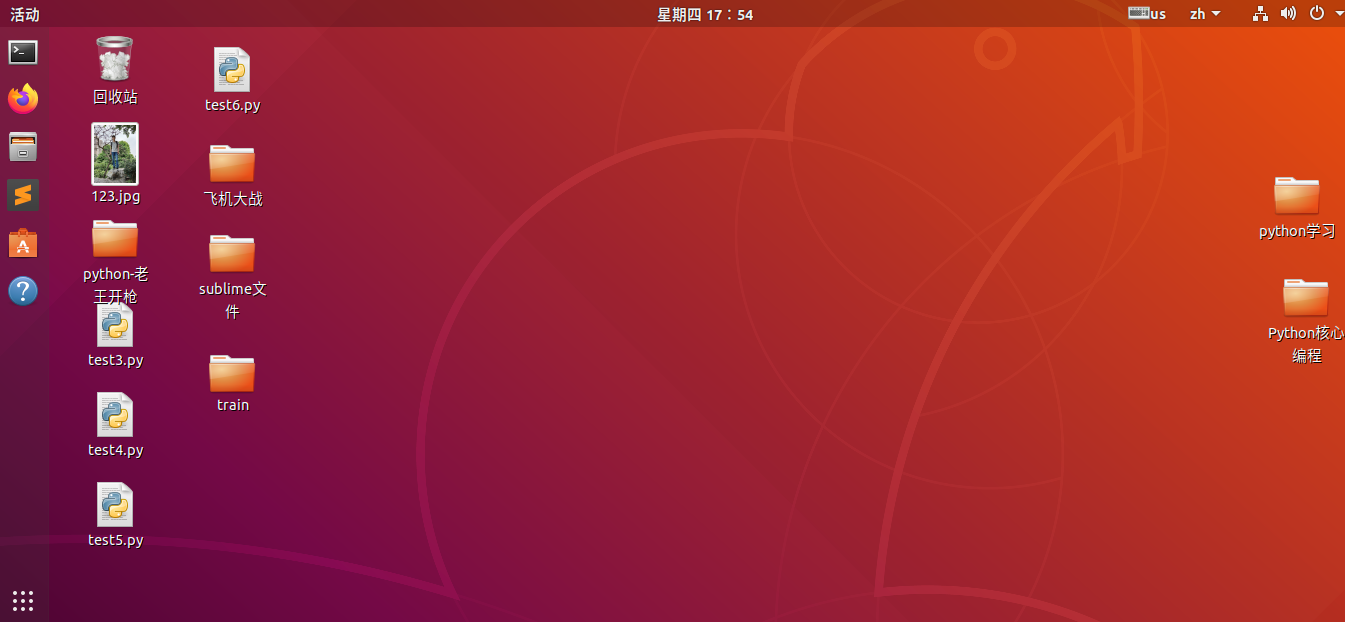 活动
星期四 17：54
us
zh
回收站
123.jpg
python-老
王开枪
test3.py
test4.py
test5.py
test6.py
飞机大战
sublime文
件
train
python学习
Python核心
编程